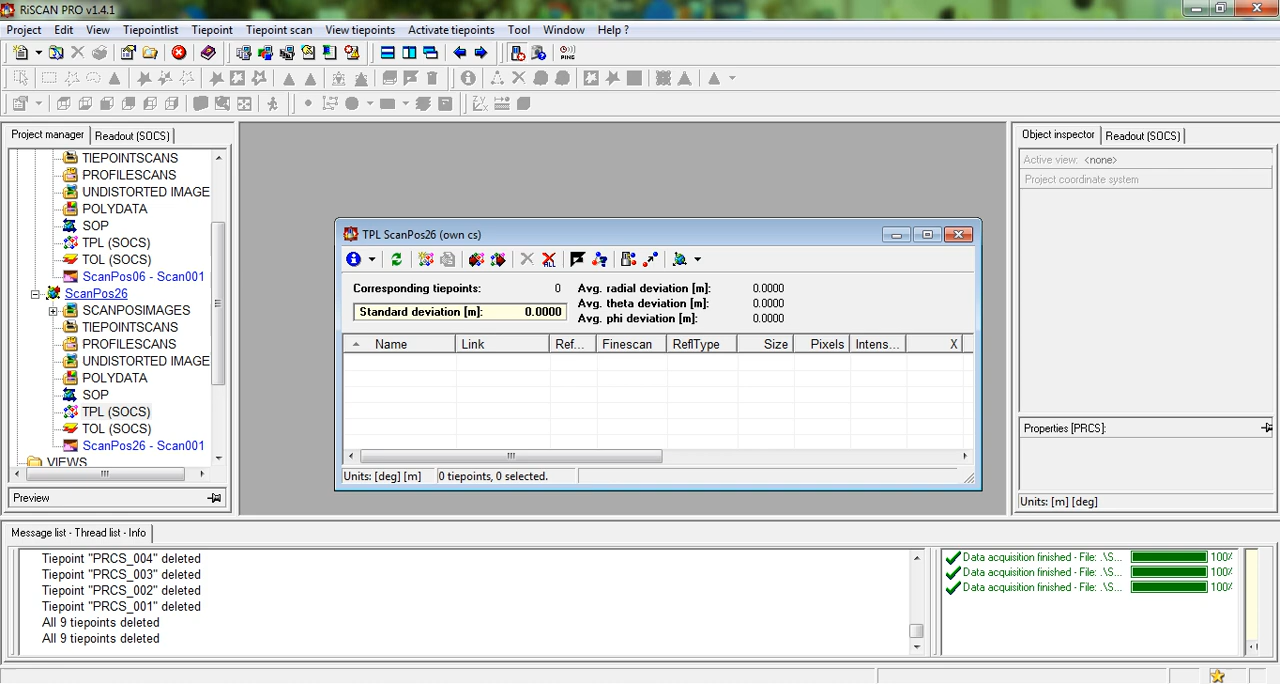 RiSCAN PRO v1.4.1
Project Edit View Tiepointlist Tiepoint Tiepoint scan View tiepoints Activate tiepoints Tool Window Help ?
PING
Project manager Readout (SOCS)
TIEPOINTSCANS
PROFILESCANS
UNDISTORTED IMAGE
POLYDATA
SOP
TPL (SOCS)
TOL (SOCS)
ScanPos06 - Scan001
ScanPos26
SCANPOSIMAGES
TIEPOINTSCANS
PROFILESCANS
UNDISTORTED IMAGE
POLYDATA
SOP
TPL (SOCS)
TOL (SOCS)
ScanPos26 - Scan001
VIEWS
Preview
TPL ScanPos26 (own cs)
ALL
Corresponding tiepoints: 0
Standard deviation [m]: 0.0000
Avg. radial deviation [m]: 0.0000
Avg. theta deviation [m]: 0.0000
Avg. phi deviation [m]: 0.0000
Name Link Ref... Finescan ReflType Size Pixels Intens... X
Units: [deg] [m] 0 tiepoints, 0 selected.
Object inspector Readout (SOCS)
Active view: <none>
Project coordinate system
Properties [PRCS]:
Units: [m] [deg]
Message list - Thread list - Info
Tiepoint "PRCS_004" deleted
Tiepoint "PRCS_003" deleted
Tiepoint "PRCS_002" deleted
Tiepoint "PRCS_001" deleted
All 9 tiepoints deleted
All 9 tiepoints deleted
Data acquisition finished - File: .\S... 100%
Data acquisition finished - File: .\S... 100%
Data acquisition finished - File: .\S... 100%